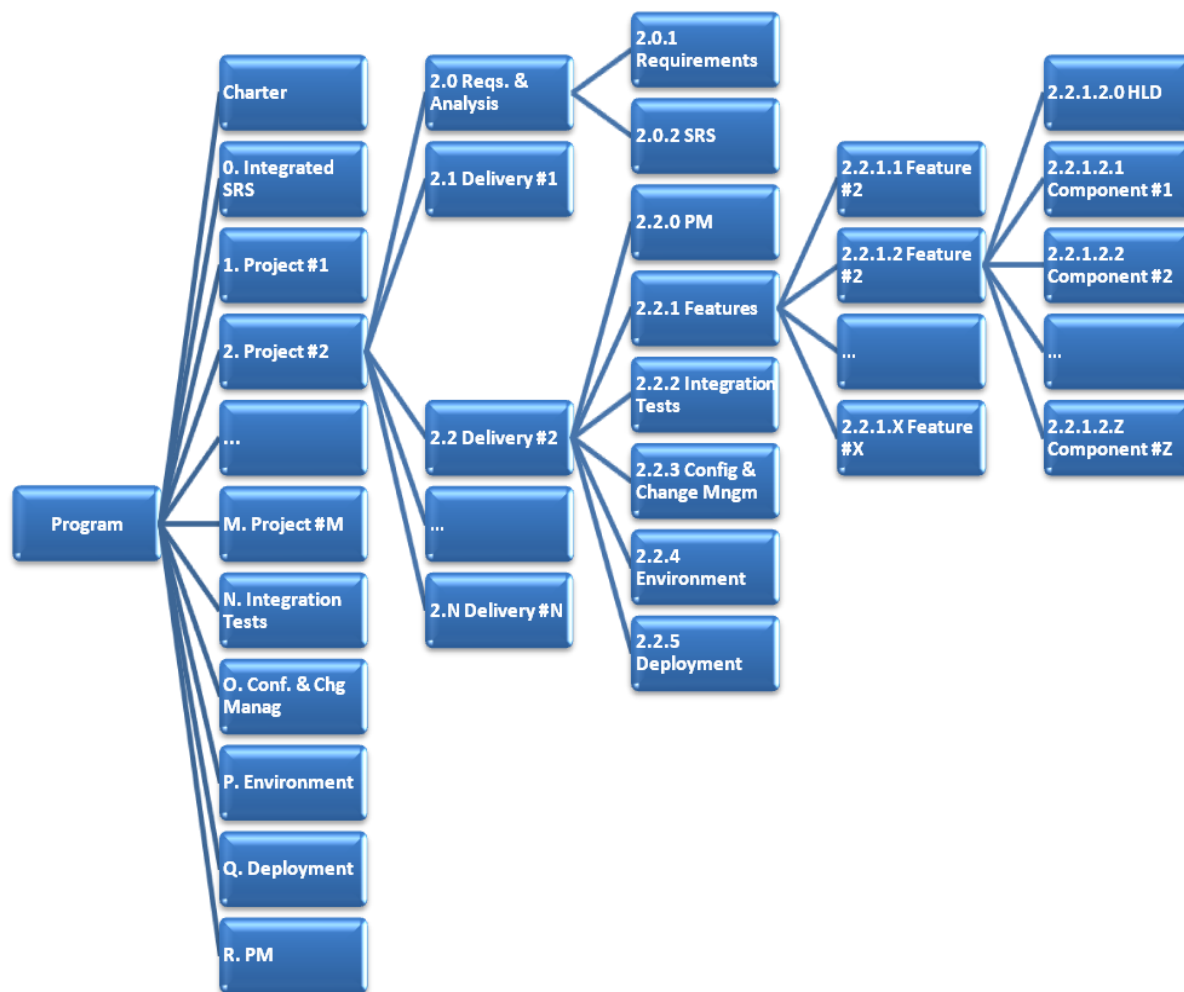 Program
Charter
0. Integrated
SRS
1. Project #1
2. Project #2
...
M. Project #M
N. Integration
Tests
O. Conf. & Chg
Manag
P. Environment
Q. Deployment
R. PM
2.0 Reqs. &
Analysis
2.1 Delivery #1
2.2 Delivery #2
...
2.N Delivery #N
2.0.1
Requirements
2.0.2 SRS
2.2.0 PM
2.2.1 Features
2.2.2 Integration
Tests
2.2.3 Config &
Change Mngm
2.2.4
Environment
2.2.5
Deployment
2.2.1.1 Feature
#2
2.2.1.2 Feature
#2
...
2.2.1.X Feature
#X
2.2.1.2.0 HLD
2.2.1.2.1
Component #1
2.2.1.2.2
Component #2
...
2.2.1.2.Z
Component #Z